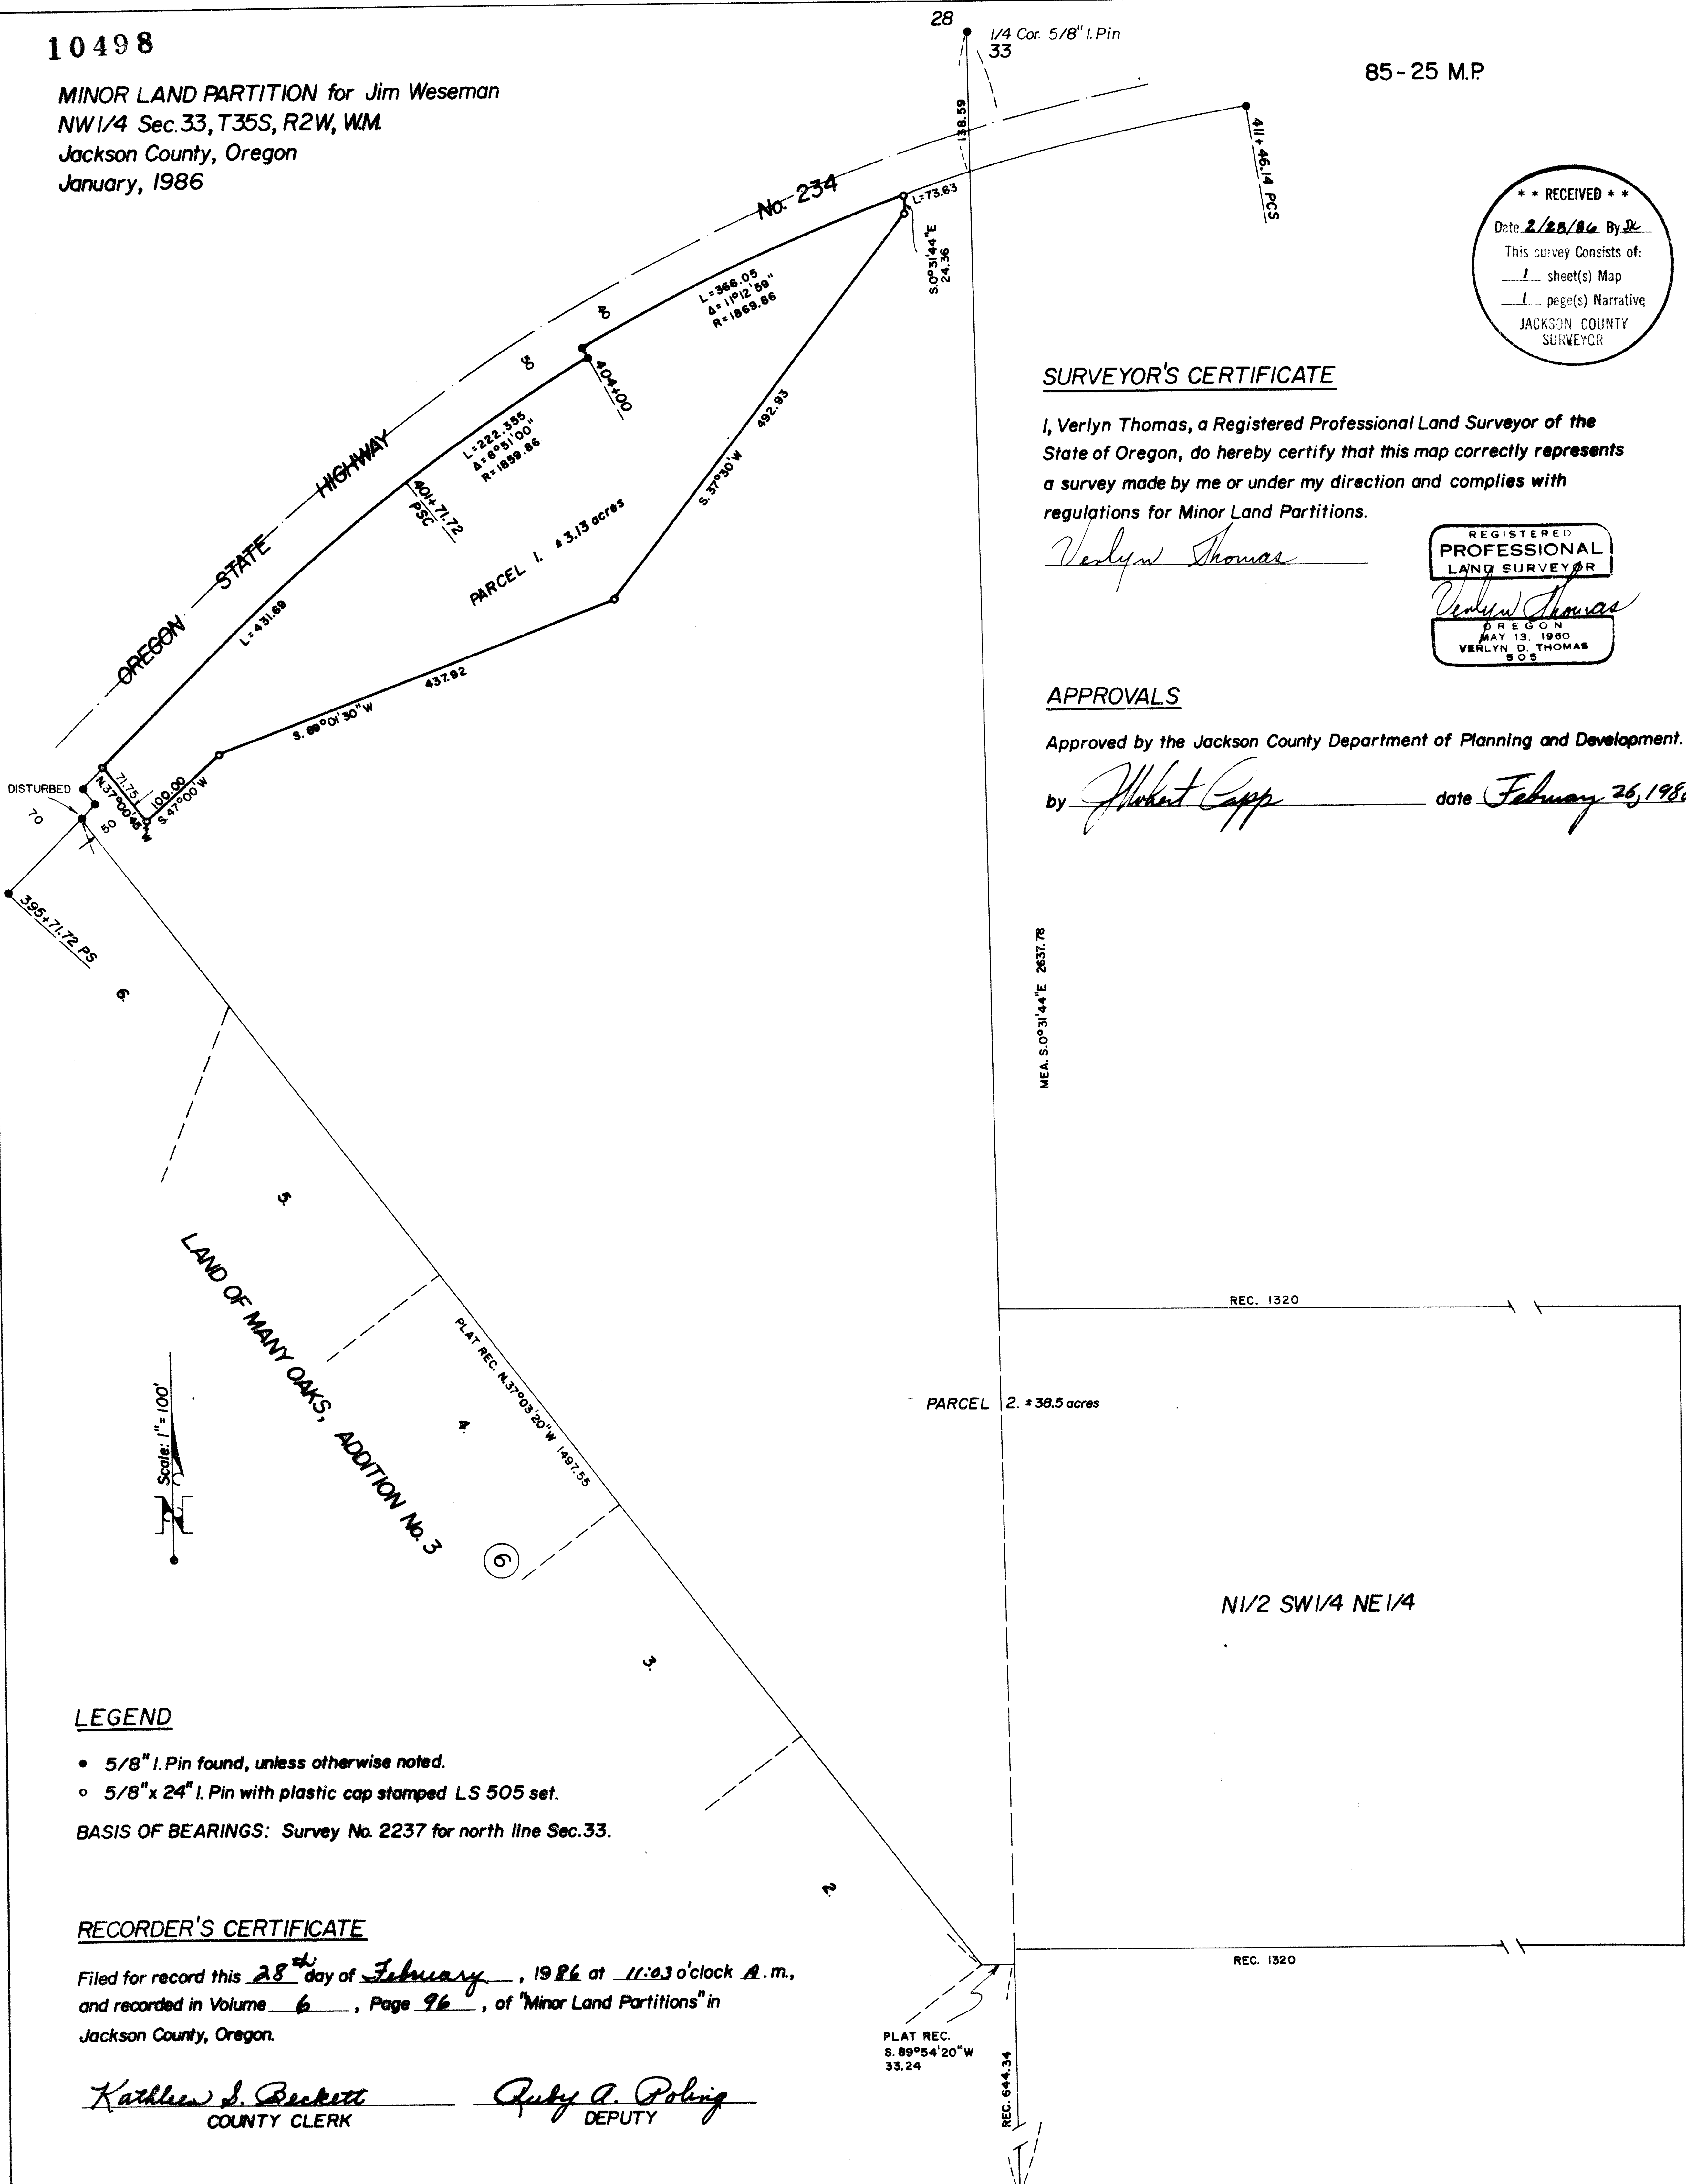 10498
MINOR LAND PARTITION for Jim Weseman
NW1/4 Sec.33, T35S, R2W, W.M.
Jackson County, Oregon
January, 1986
28
1/4 Cor. 5/8" I. Pin
33
85-25 M.P.
138.59
411+46.14 PCS
* * RECEIVED * *
Date 2/28/86 By
This survey Consists of:
1 sheet(s) Map
1 page(s) Narrative
JACKSON COUNTY
SURVEYOR
OREGON STATE HIGHWAY No. 234
L=73.63
S.0°31'44"E
24.36
L=366.05
Δ=11°12'59"
R=1869.86
40
50
404+00
L=222.355
Δ=6°51'00"
R=1859.86
401+71.72
PSC
492.93
S. 37°30'W
PARCEL 1. ±3.13 acres
L=431.69
437.92
S. 69°01'30"W
71.75
N.37°00'45"W
100.00
S.47°00'W
DISTURBED
70
50
395+71.72 PS
SURVEYOR'S CERTIFICATE
I, Verlyn Thomas, a Registered Professional Land Surveyor of the
State of Oregon, do hereby certify that this map correctly represents
a survey made by me or under my direction and complies with
regulations for Minor Land Partitions.
Verlyn Thomas
REGISTERED
PROFESSIONAL
LAND SURVEYOR
Verlyn Thomas
OREGON
MAY 13, 1960
VERLYN D. THOMAS
505
APPROVALS
Approved by the Jackson County Department of Planning and Development.
by Capp date February 26, 198
MEA. S.0°31'44"E 2637.78
6.
5.
4.
3.
2.
LAND OF MANY OAKS, ADDITION No. 3
6
PLAT REC. N.37°03'20"W 1497.55
Scale: 1"=100'
N
REC. 1320
PARCEL 2. ±38.5 acres
N1/2 SW1/4 NE1/4
REC. 1320
PLAT REC.
S. 89°54'20"W
33.24
REC. 644.34
LEGEND
• 5/8" I. Pin found, unless otherwise noted.
○ 5/8"x 24" I. Pin with plastic cap stamped LS 505 set.
BASIS OF BEARINGS: Survey No. 2237 for north line Sec.33.
RECORDER'S CERTIFICATE
Filed for record this 28th day of February, 1986 at 11:03 o'clock A.m.,
and recorded in Volume 6, Page 96, of "Minor Land Partitions" in
Jackson County, Oregon.
Kathleen S. Beckett Ruby A. Poling
COUNTY CLERK DEPUTY